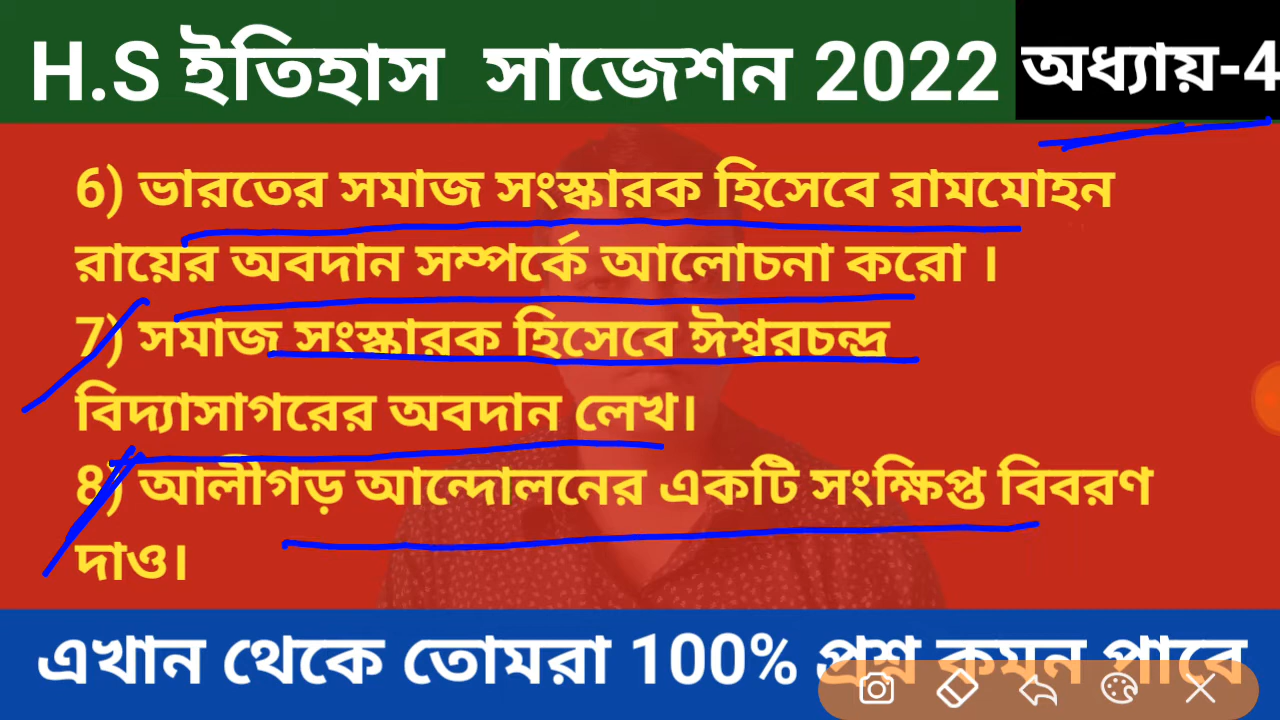 H.S ইতিহাস সাজেশন 2022 অধ্যায়-4
6) ভারতের সমাজ সংস্কারক হিসেবে রামমোহন
রায়ের অবদান সম্পর্কে আলোচনা করো ।
7) সমাজ সংস্কারক হিসেবে ঈশ্বরচন্দ্র
বিদ্যাসাগরের অবদান লেখ।
8) আলীগড় আন্দোলনের একটি সংক্ষিপ্ত বিবরণ
দাও।
এখান থেকে তোমরা 100% প্রশ্ন কমন পাবে